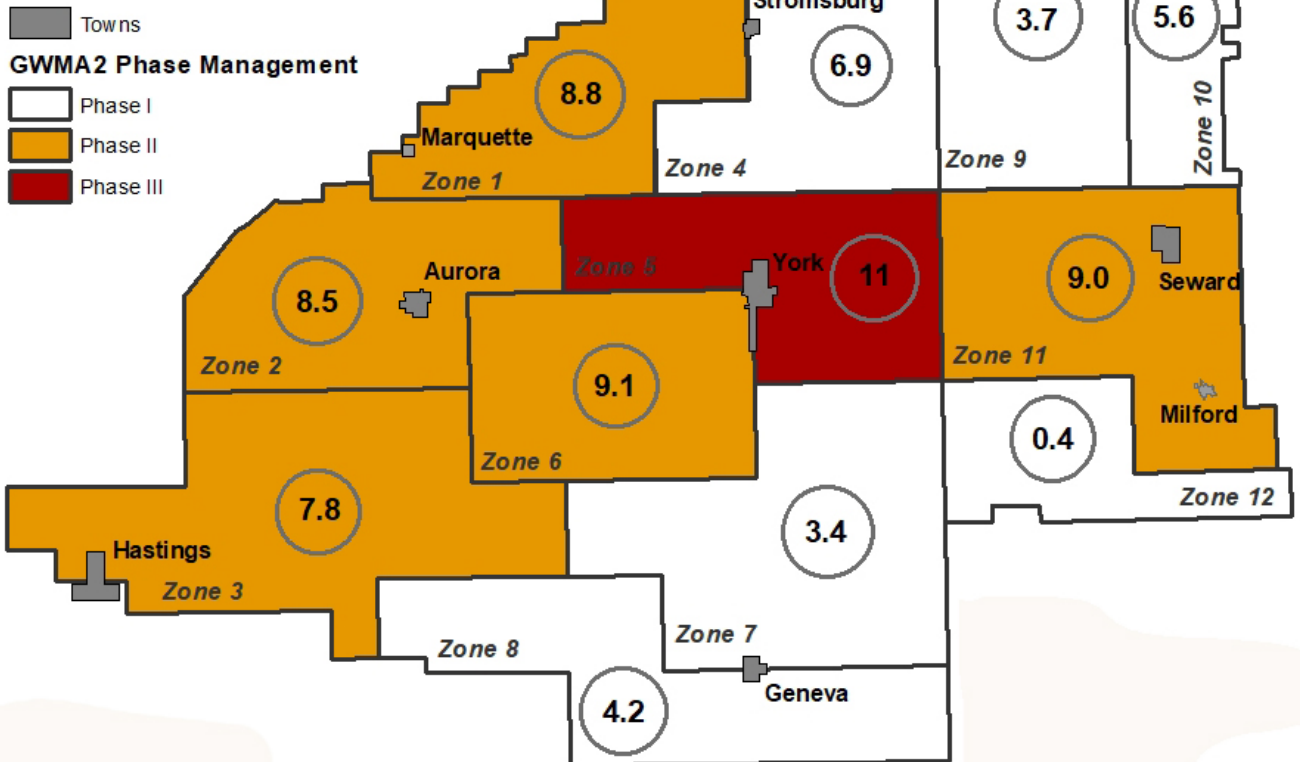 Stromsburg
Towns
3.7
5.6
GWMA2 Phase Management
6.9
8.8
Phase I
Zone 10
Marquette
Phase II
Zone 9
Zone 4
Zone 1
Phase III
York
Zone 5
Aurora
11
9.0
Seward
8.5
Zone 11
Zone 2
9.1
Milford
0.4
Zone 6
Zone 12
7.8
3.4
Hastings
Zone 3
Zone 7
Zone 8
Geneva
4.2